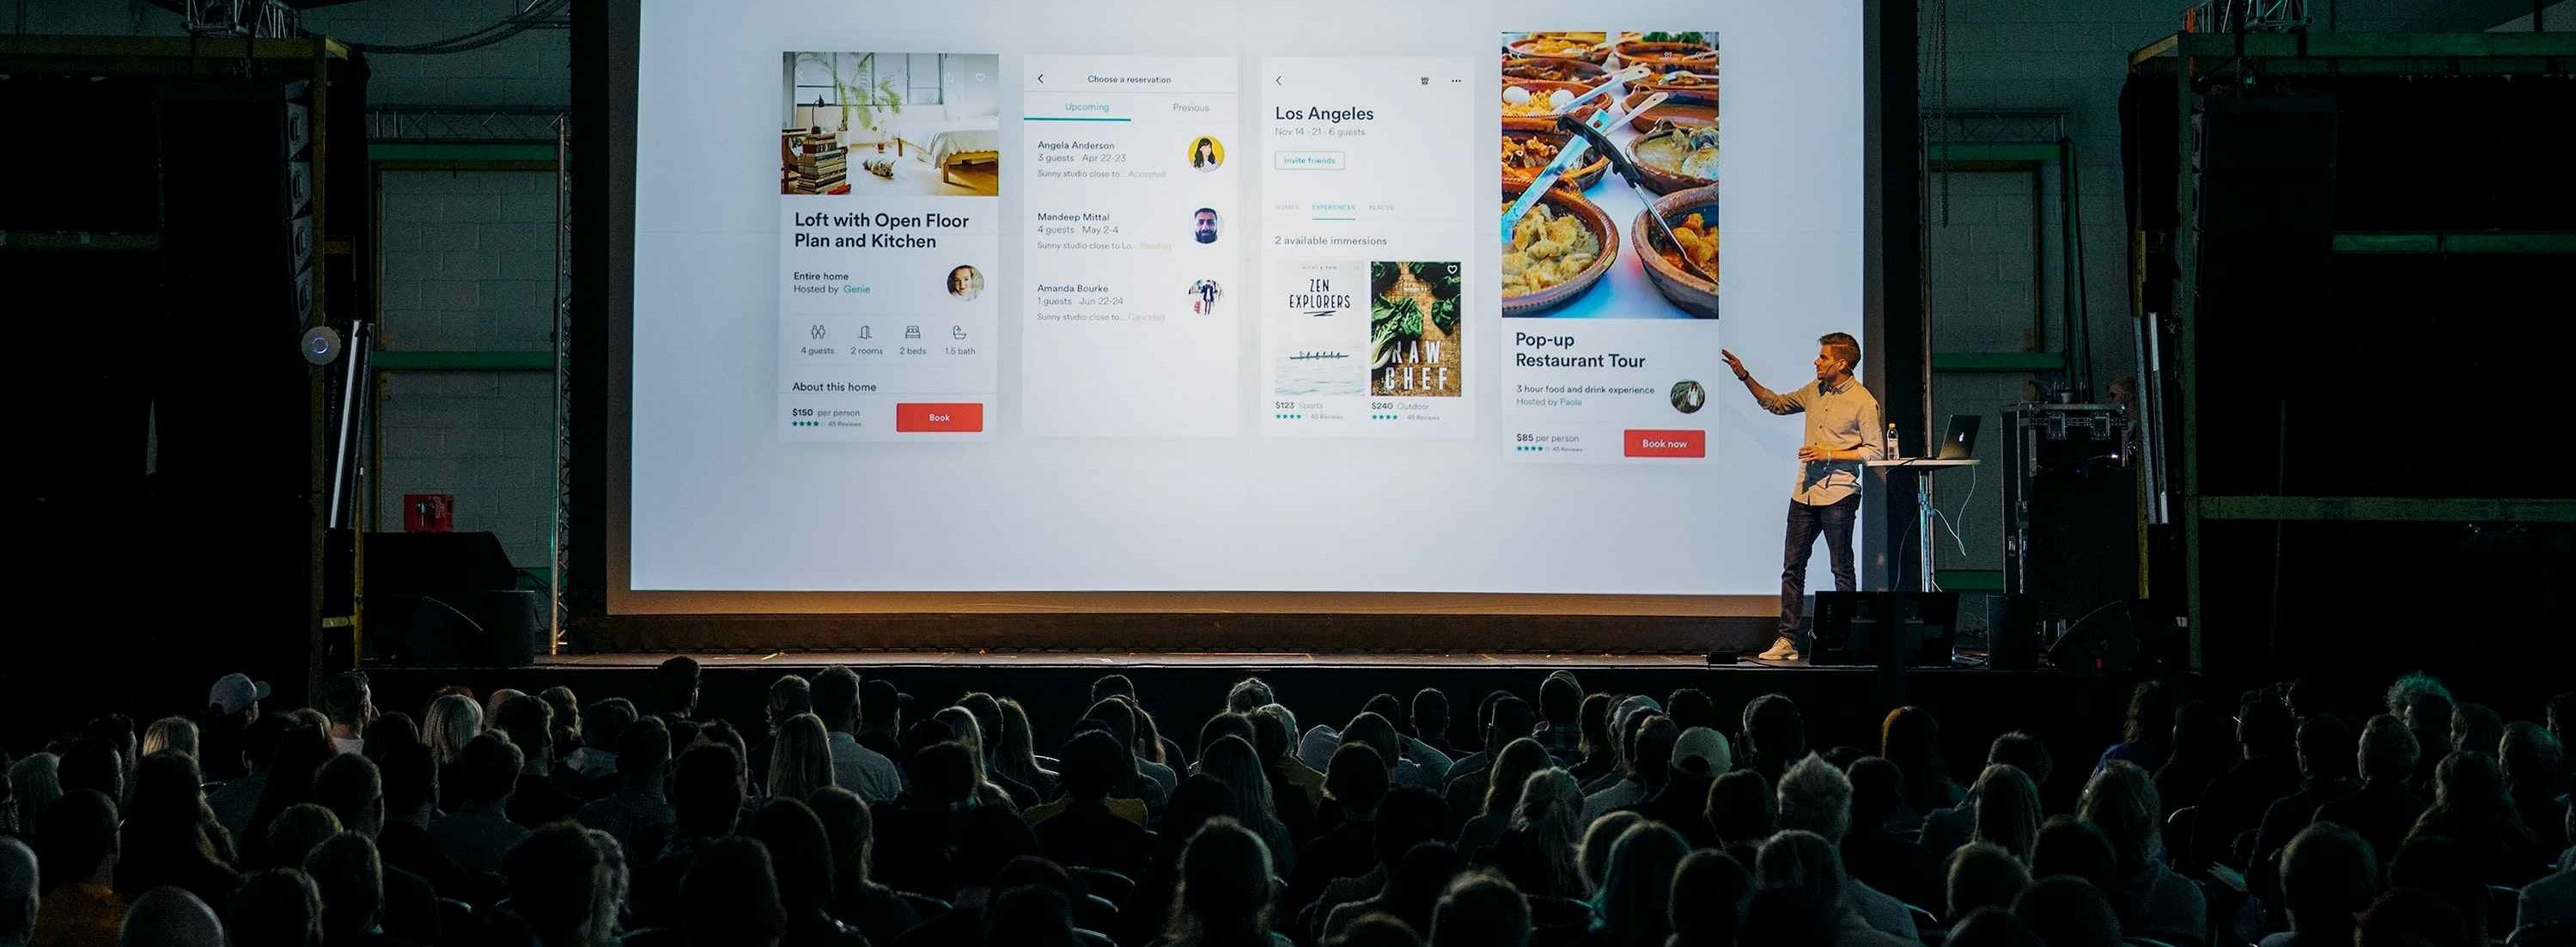 Loft with Open Floor
Plan and Kitchen
Entire home
Hosted by Genie
4 guests
2 rooms
2 beds
1.5 bath
About this home
$150 per person
45 Reviews
Book
Choose a reservation
Upcoming
Previous
Angela Anderson
3 guests Apr 22-23
Sunny studio close to... Accepted
Mandeep Mittal
4 guests May 2-4
Sunny studio close to Lo... Pending
Amanda Bourke
1 guests Jun 22-24
Sunny studio close to... Canceled
Los Angeles
Nov 14 - 21 · 6 guests
Invite friends
HOMES
EXPERIENCES
PLACES
2 available immersions
ZEN
EXPLORERS
$123 Sports
45 Reviews
RAW
CHEF
$240 Outdoor
45 Reviews
Pop-up
Restaurant Tour
3 hour food and drink experience
Hosted by Paola
$85 per person
45 Reviews
Book now